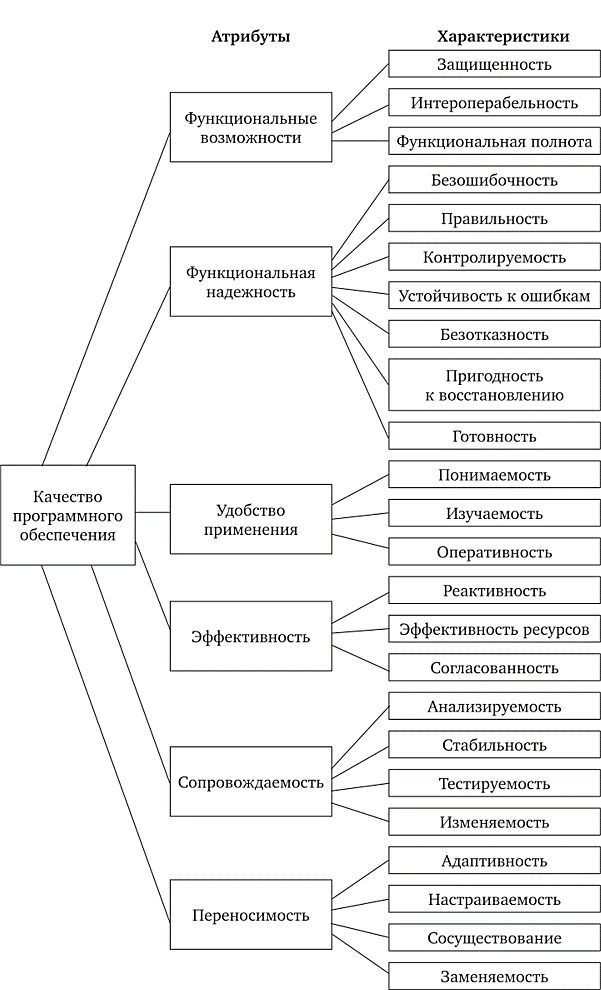 Атрибуты
Характеристики
Качество
программного
обеспечения
Функциональные
возможности
Защищенность
Интероперабельность
Функциональная полнота
Функциональная
надежность
Безошибочность
Правильность
Контролируемость
Устойчивость к ошибкам
Безотказность
Пригодность
к восстановлению
Готовность
Удобство
применения
Понимаемость
Изучаемость
Оперативность
Эффективность
Реактивность
Эффективность ресурсов
Согласованность
Сопровождаемость
Анализируемость
Стабильность
Тестируемость
Изменяемость
Переносимость
Адаптивность
Настраиваемость
Сосуществование
Заменяемость